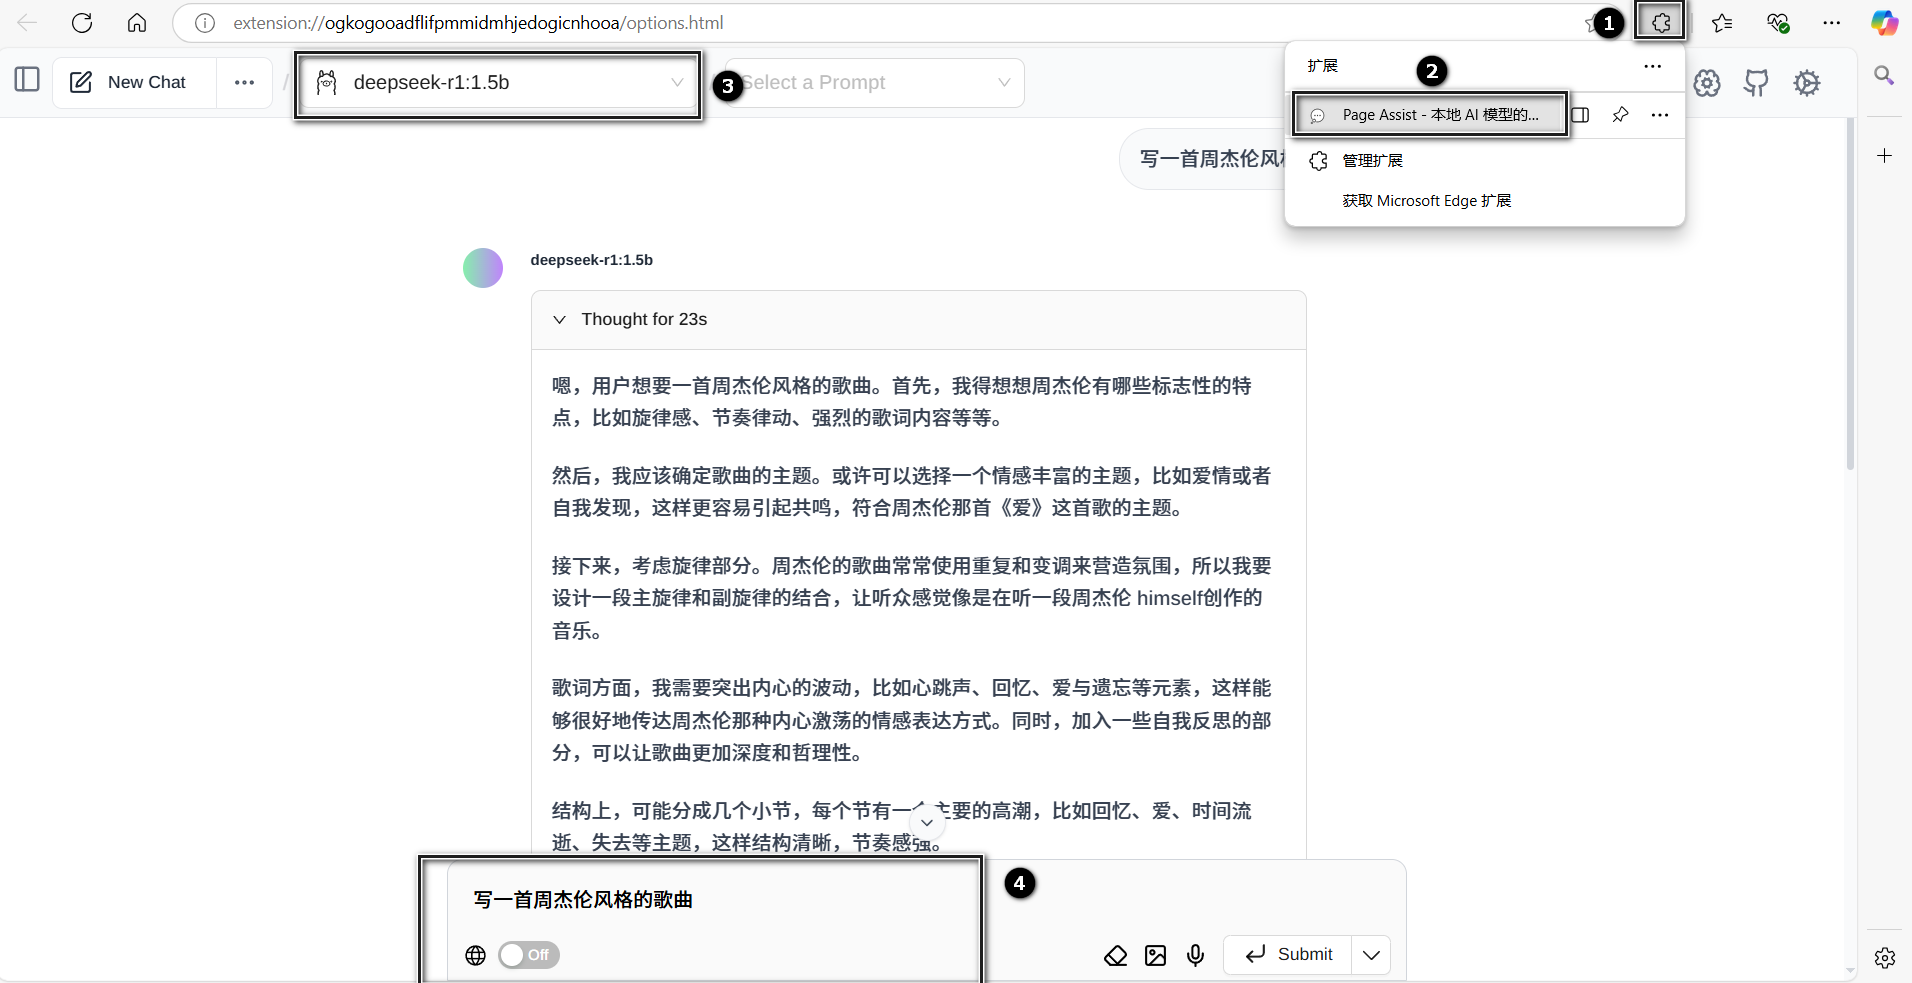 extension://ogkogooadflifpmmidmhjedogicnhooa/options.html
1
New Chat
/
deepseek-r1:1.5b
3
Select a Prompt
扩展
2
Page Assist - 本地 AI 模型的...
管理扩展
获取 Microsoft Edge 扩展
写一首周杰伦风
deepseek-r1:1.5b
Thought for 23s
嗯，用户想要一首周杰伦风格的歌曲。首先，我得想想周杰伦有哪些标志性的特
点，比如旋律感、节奏律动、强烈的歌词内容等等。
然后，我应该确定歌曲的主题。或许可以选择一个情感丰富的主题，比如爱情或者
自我发现，这样更容易引起共鸣，符合周杰伦那首《爱》这首歌的主题。
接下来，考虑旋律部分。周杰伦的歌曲常常使用重复和变调来营造氛围，所以我要
设计一段主旋律和副旋律的结合，让听众感觉像是在听一段周杰伦 himself创作的
音乐。
歌词方面，我需要突出内心的波动，比如心跳声、回忆、爱与遗忘等元素，这样能
够很好地传达周杰伦那种内心激荡的情感表达方式。同时，加入一些自我反思的部
分，可以让歌曲更加深度和哲理性。
结构上，可能分成几个小节，每个节有一个主要的高潮，比如回忆、爱、时间流
逝、失去等主题，这样结构清晰，节奏感强。
写一首周杰伦风格的歌曲
4
Off
Submit